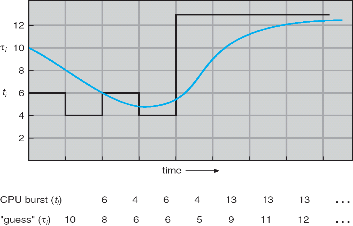 12
τi 10
8
ti 6
4
2
time
CPU burst (ti) 6 4 6 4 13 13 13 ...
"guess" (τi) 10 8 6 6 5 9 11 12 ...